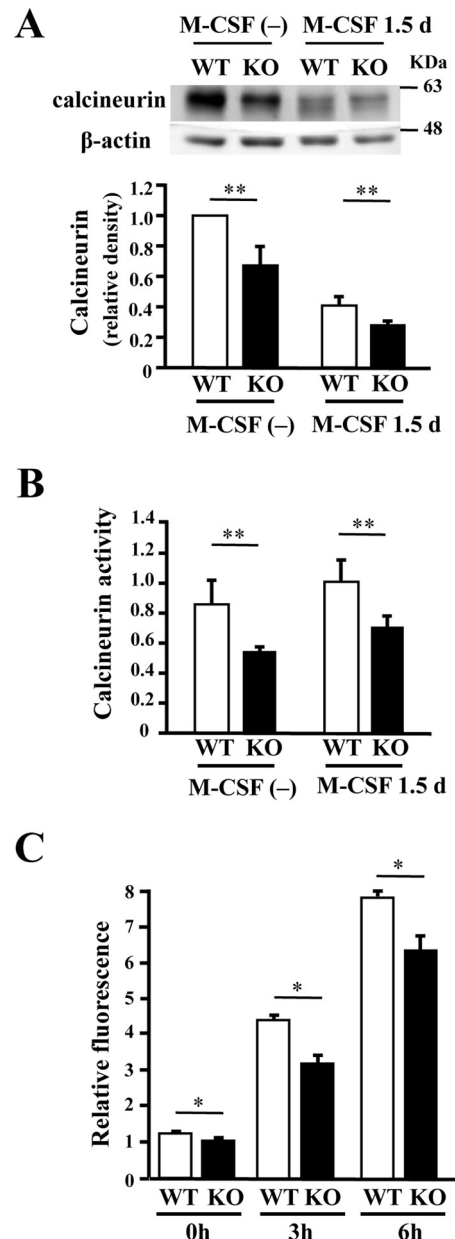 A
M-CSF (–) M-CSF 1.5 d
WT KO WT KO KDa
calcineurin
63
β-actin
48
Calcineurin
(relative density)
1.2
1.0
0.8
0.6
0.4
0.2
0
** **
WT KO WT KO
M-CSF (–) M-CSF 1.5 d
B
Calcineurin activity
1.4
1.2
1.0
0.8
0.6
0.4
0.2
0
** **
WT KO WT KO
M-CSF (–) M-CSF 1.5 d
C
Relative fluorescence
8
7
6
5
4
3
2
1
0
* * *
WT KO WT KO WT KO
0h 3h 6h